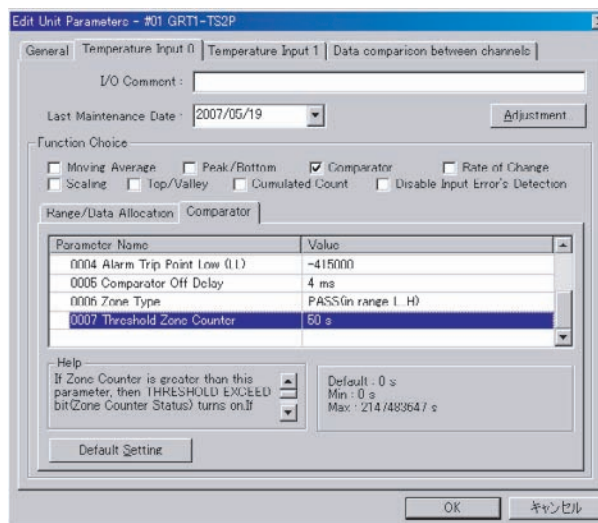 Edit Unit Parameters - #01 GRT1-TS2P
General Temperature Input 0 Temperature Input 1 Data comparison between channels
I/O Comment :
Last Maintenance Date : 2007/05/19 Adjustment
Function Choice
Moving Average Peak/Bottom Comparator Rate of Change
Scaling Top/Valley Cumulated Count Disable Input Error's Detection
Range/Data Allocation Comparator
Parameter Name Value
0004 Alarm Trip Point Low (LL) -415000
0005 Comparator Off Delay 4 ms
0006 Zone Type PASS(in range L...H)
0007 Threshold Zone Counter 50 s
Help
If Zone Counter is greater than this
parameter, then THRESHOLD EXCEED
bit(Zone Counter Status) turns on.If
Default : 0 s
Min : 0 s
Max : 2147483647 s
Default Setting
OK キャンセル